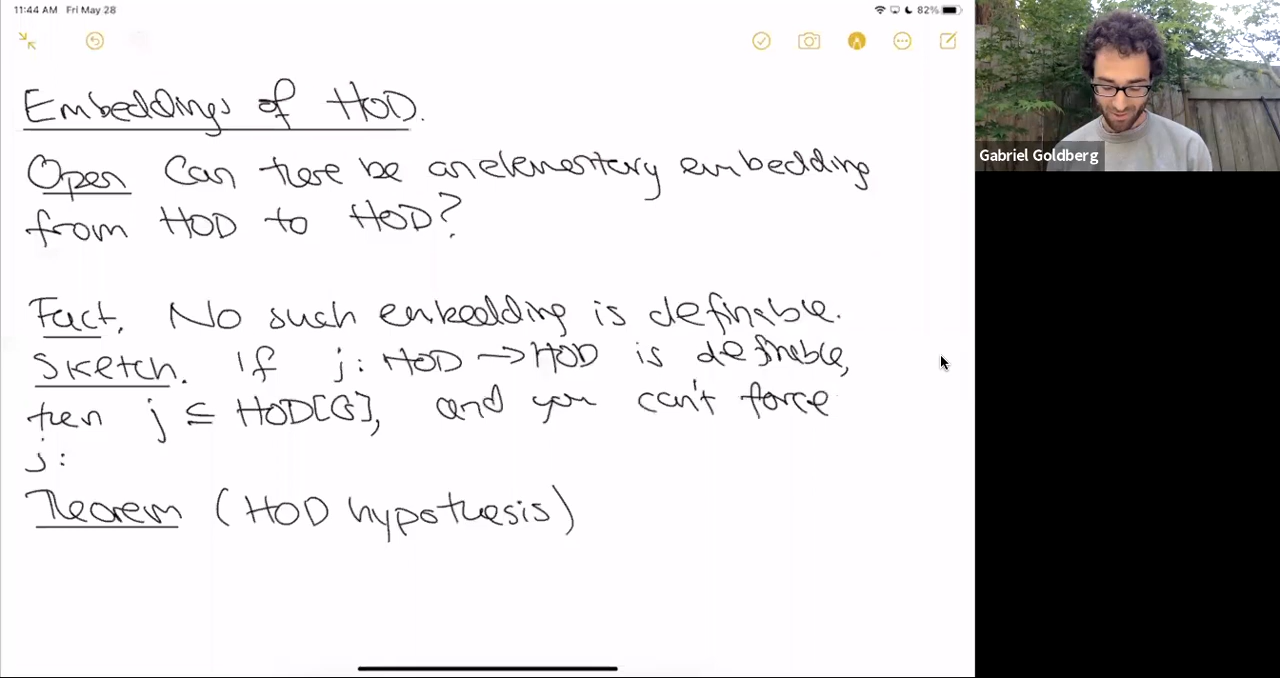 11:44 AM Fri May 28
82%
Embeddings of HOD.
Open Can there be an elementary embedding
from HOD to HOD?
Fact. No such embedding is definable.
Sketch. If j: HOD → HOD is definable,
then j ⊆ HOD[G], and you can't force
j:
Theorem (HOD hypothesis)
Gabriel Goldberg